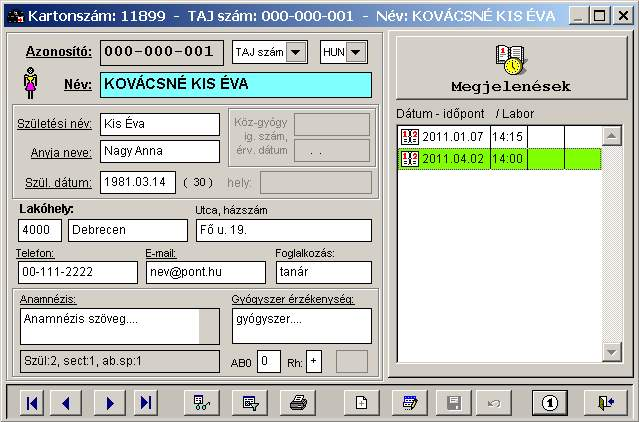 Kartonszám: 11899 - TAJ szám: 000-000-001 - Név: KOVÁCSNÉ KIS ÉVA
Azonosító: 000-000-001 TAJ szám HUN
Név: KOVÁCSNÉ KIS ÉVA
Születési név: Kis Éva
Anyja neve: Nagy Anna
Köz-gyógy
ig. szám,
érv. dátum . .
Szül. dátum: 1981.03.14 ( 30 ) hely:
Lakóhely: Utca, házszám
4000 Debrecen Fő u. 19.
Telefon: E-mail: Foglalkozás:
00-111-2222 nev@pont.hu tanár
Anamnézis: Gyógyszer érzékenység:
Anamnézis szöveg.... gyógyszer....
Szül:2, sect:1, ab.sp:1 AB0 0 Rh: +
Megjelenések
Dátum - időpont / Labor
2011.01.07 14:15
2011.04.02 14:00
1